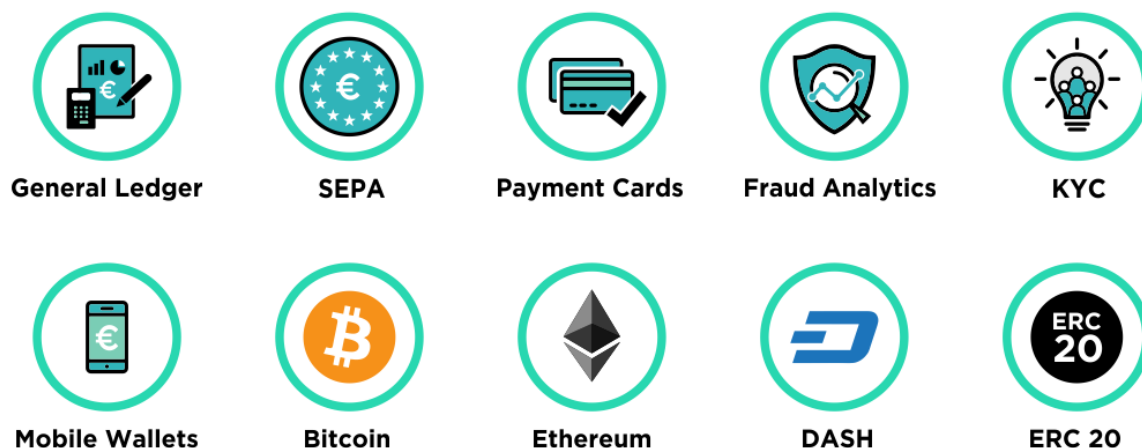 General Ledger
SEPA
Payment Cards
Fraud Analytics
KYC
Mobile Wallets
Bitcoin
Ethereum
DASH
ERC
20
ERC 20